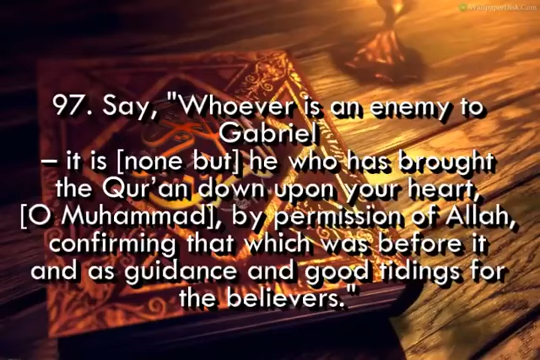 WallpapersUsk.Com
97. Say, "Whoever is an enemy to
Gabriel
– it is [none but] he who has brought
the Qur'an down upon your heart,
[O Muhammad], by permission of Allah,
confirming that which was before it
and as guidance and good tidings for
the believers."